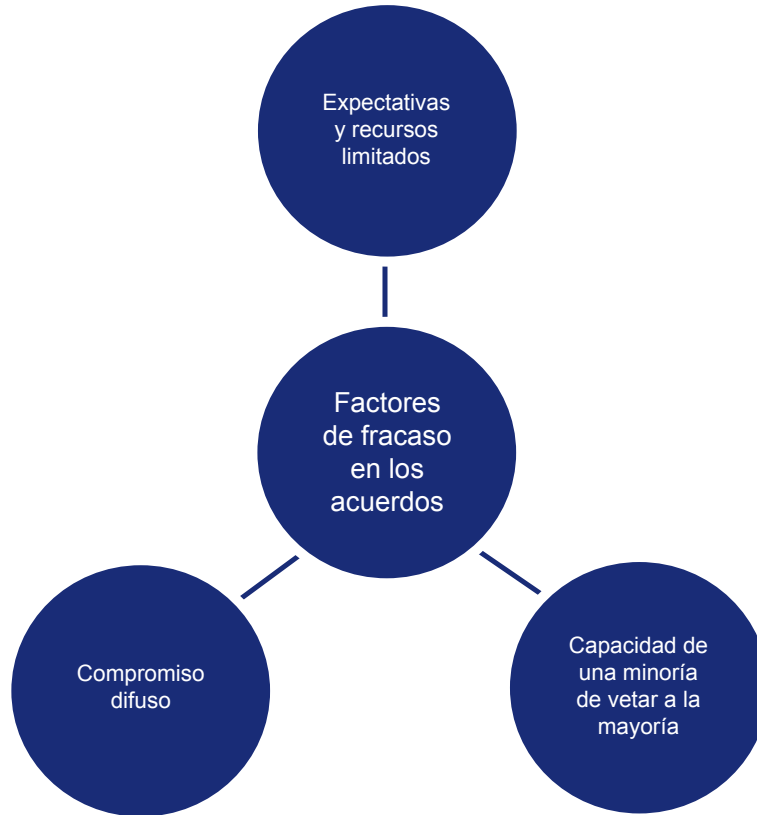 Expectativas
y recursos
limitados
Factores
de fracaso
en los
acuerdos
Compromiso
difuso
Capacidad de
una minoría
de vetar a la
mayoría